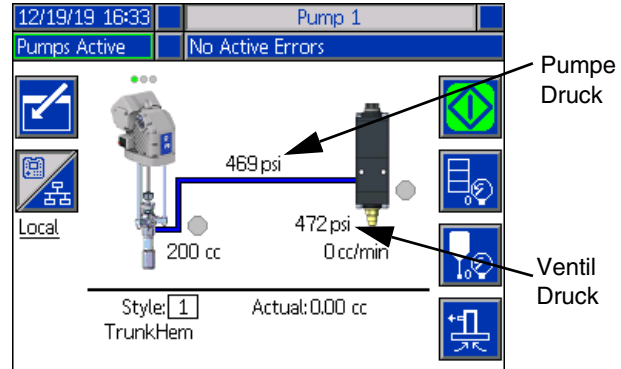 12/19/19 16:33 Pump 1
Pumps Active No Active Errors
Pumpe
Druck
469 psi
Local
200 cc
472 psi
0 cc/min
Ventil
Druck
Style: 1 Actual: 0.00 cc
TrunkHem